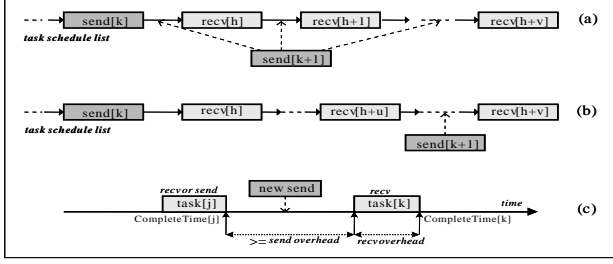 send[k] recv[h] recv[h+1] recv[h+v] (a)
task schedule list
send[k+1]
send[k] recv[h] recv[h+u] recv[h+v] (b)
task schedule list
send[k+1]
recv or send new send recv
task[j] task[k] time
CompleteTime[j] CompleteTime[k] (c)
>= send overhead recv overhead